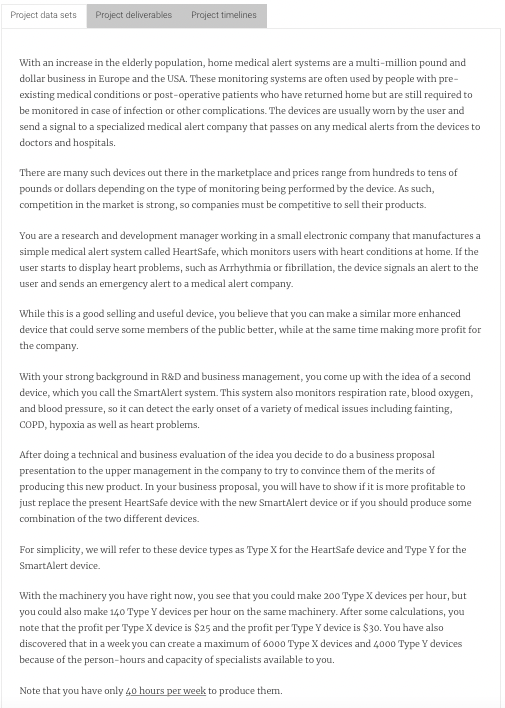 Project data sets Project deliverables Project timelines
With an increase in the elderly population, home medical alert systems are a multi-million pound and
dollar business in Europe and the USA. These monitoring systems are often used by people with pre-
existing medical conditions or post-operative patients who have returned home but are still required to
be monitored in case of infection or other complications. The devices are usually worn by the user and
send a signal to a specialized medical alert company that passes on any medical alerts from the devices to
doctors and hospitals.
There are many such devices out there in the marketplace and prices range from hundreds to tens of
pounds or dollars depending on the type of monitoring being performed by the device. As such,
competition in the market is strong, so companies must be competitive to sell their products.
You are a research and development manager working in a small electronic company that manufactures a
simple medical alert system called HeartSafe, which monitors users with heart conditions at home. If the
user starts to display heart problems, such as Arrhythmia or fibrillation, the device signals an alert to the
user and sends an emergency alert to a medical alert company.
While this is a good selling and useful device, you believe that you can make a similar more enhanced
device that could serve some members of the public better, while at the same time making more profit for
the company.
With your strong background in R&D and business management, you come up with the idea of a second
device, which you call the SmartAlert system. This system also monitors respiration rate, blood oxygen,
and blood pressure, so it can detect the early onset of a variety of medical issues including fainting,
COPD, hypoxia as well as heart problems.
After doing a technical and business evaluation of the idea you decide to do a business proposal
presentation to the upper management in the company to try to convince them of the merits of
producing this new product. In your business proposal, you will have to show if it is more profitable to
just replace the present HeartSafe device with the new SmartAlert device or if you should produce some
combination of the two different devices.
For simplicity, we will refer to these device types as Type X for the HeartSafe device and Type Y for the
SmartAlert device.
With the machinery you have right now, you see that you could make 200 Type X devices per hour, but
you could also make 140 Type Y devices per hour on the same machinery. After some calculations, you
note that the profit per Type X device is $25 and the profit per Type Y device is $30. You have also
discovered that in a week you can create a maximum of 6000 Type X devices and 4000 Type Y devices
because of the person-hours and capacity of specialists available to you.
Note that you have only 40 hours per week to produce them.